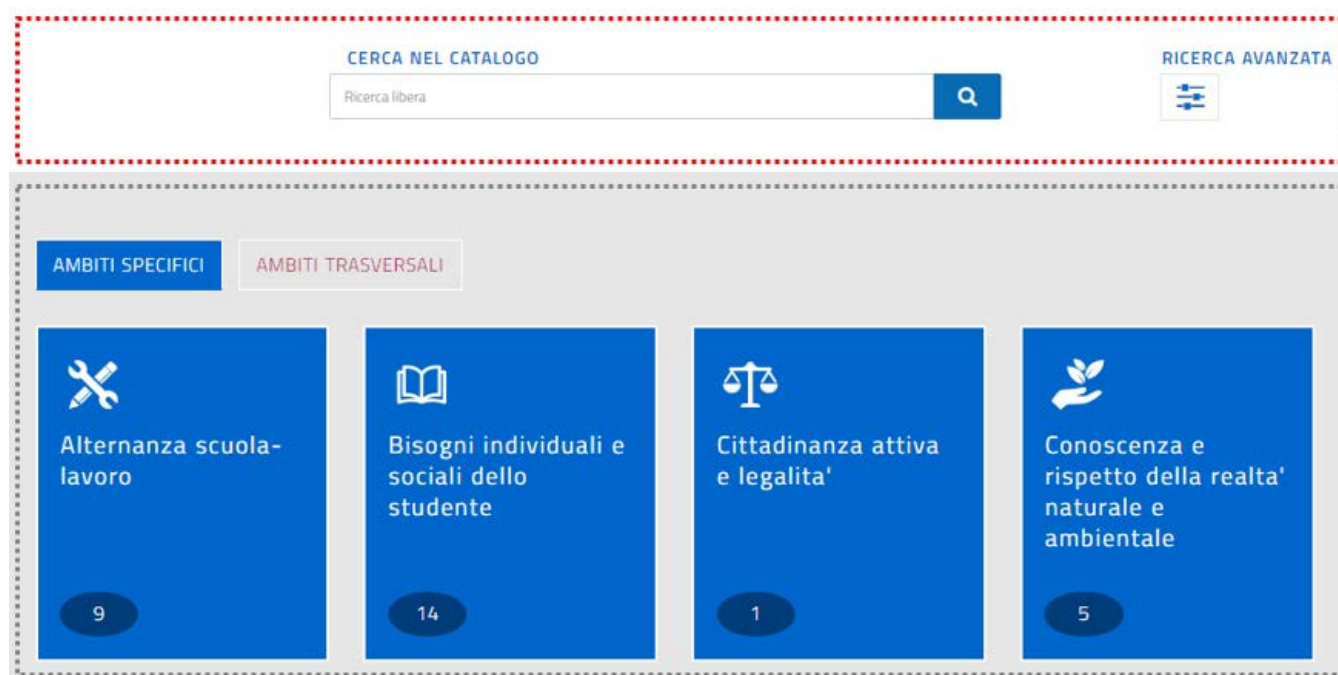 CERCA NEL CATALOGO
RICERCA AVANZATA
Ricerca libera
AMBITI SPECIFICI
AMBITI TRASVERSALI
Alternanza scuola-
lavoro
9
Bisogni individuali e
sociali dello
studente
14
Cittadinanza attiva
e legalita'
1
Conoscenza e
rispetto della realta'
naturale e
ambientale
5